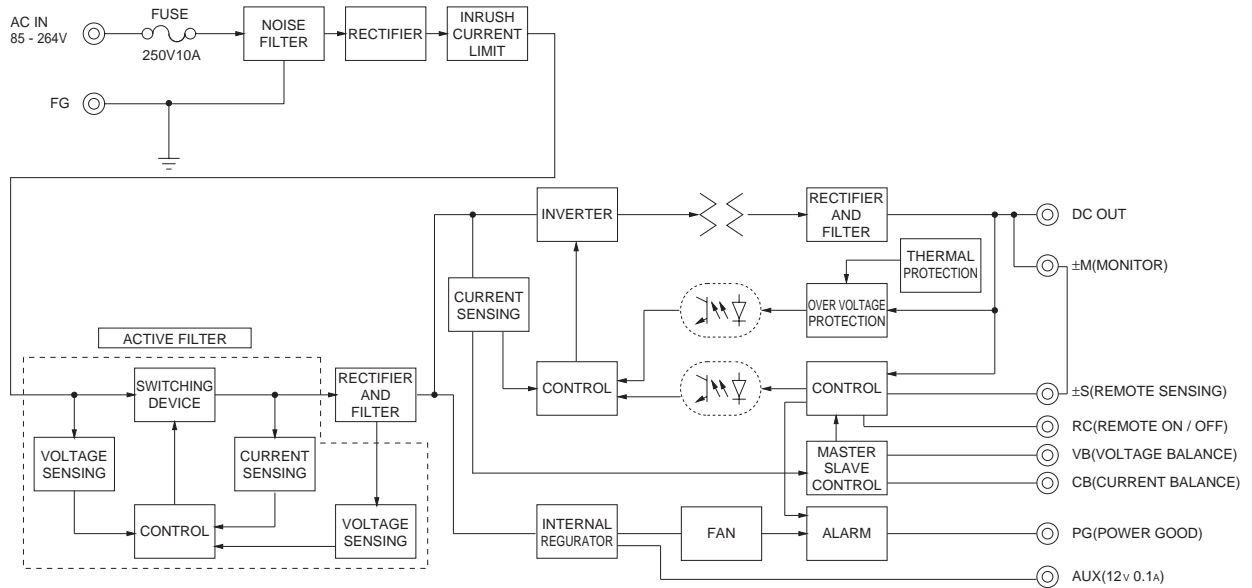 AC IN
85 - 264V
FUSE
250V10A
NOISE
FILTER
RECTIFIER
INRUSH
CURRENT
LIMIT
FG
INVERTER
RECTIFIER
AND
FILTER
DC OUT
THERMAL
PROTECTION
±M(MONITOR)
CURRENT
SENSING
OVER VOLTAGE
PROTECTION
ACTIVE FILTER
SWITCHING
DEVICE
RECTIFIER
AND
FILTER
CONTROL
CONTROL
±S(REMOTE SENSING)
RC(REMOTE ON / OFF)
VOLTAGE
SENSING
CURRENT
SENSING
MASTER
SLAVE
CONTROL
VB(VOLTAGE BALANCE)
CB(CURRENT BALANCE)
CONTROL
VOLTAGE
SENSING
INTERNAL
REGURATOR
FAN
ALARM
PG(POWER GOOD)
AUX(12V 0.1A)